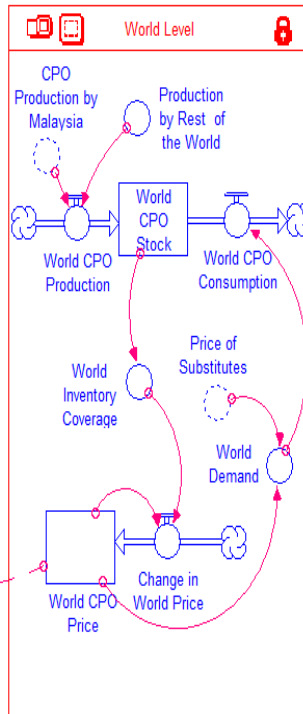 World Level
CPO
Production by
Malaysia
Production
by Rest of
the World
World
CPO
Stock
World CPO
Production
World CPO
Consumption
Price of
Substitutes
World
Inventory
Coverage
World
Demand
Change in
World Price
World CPO
Price